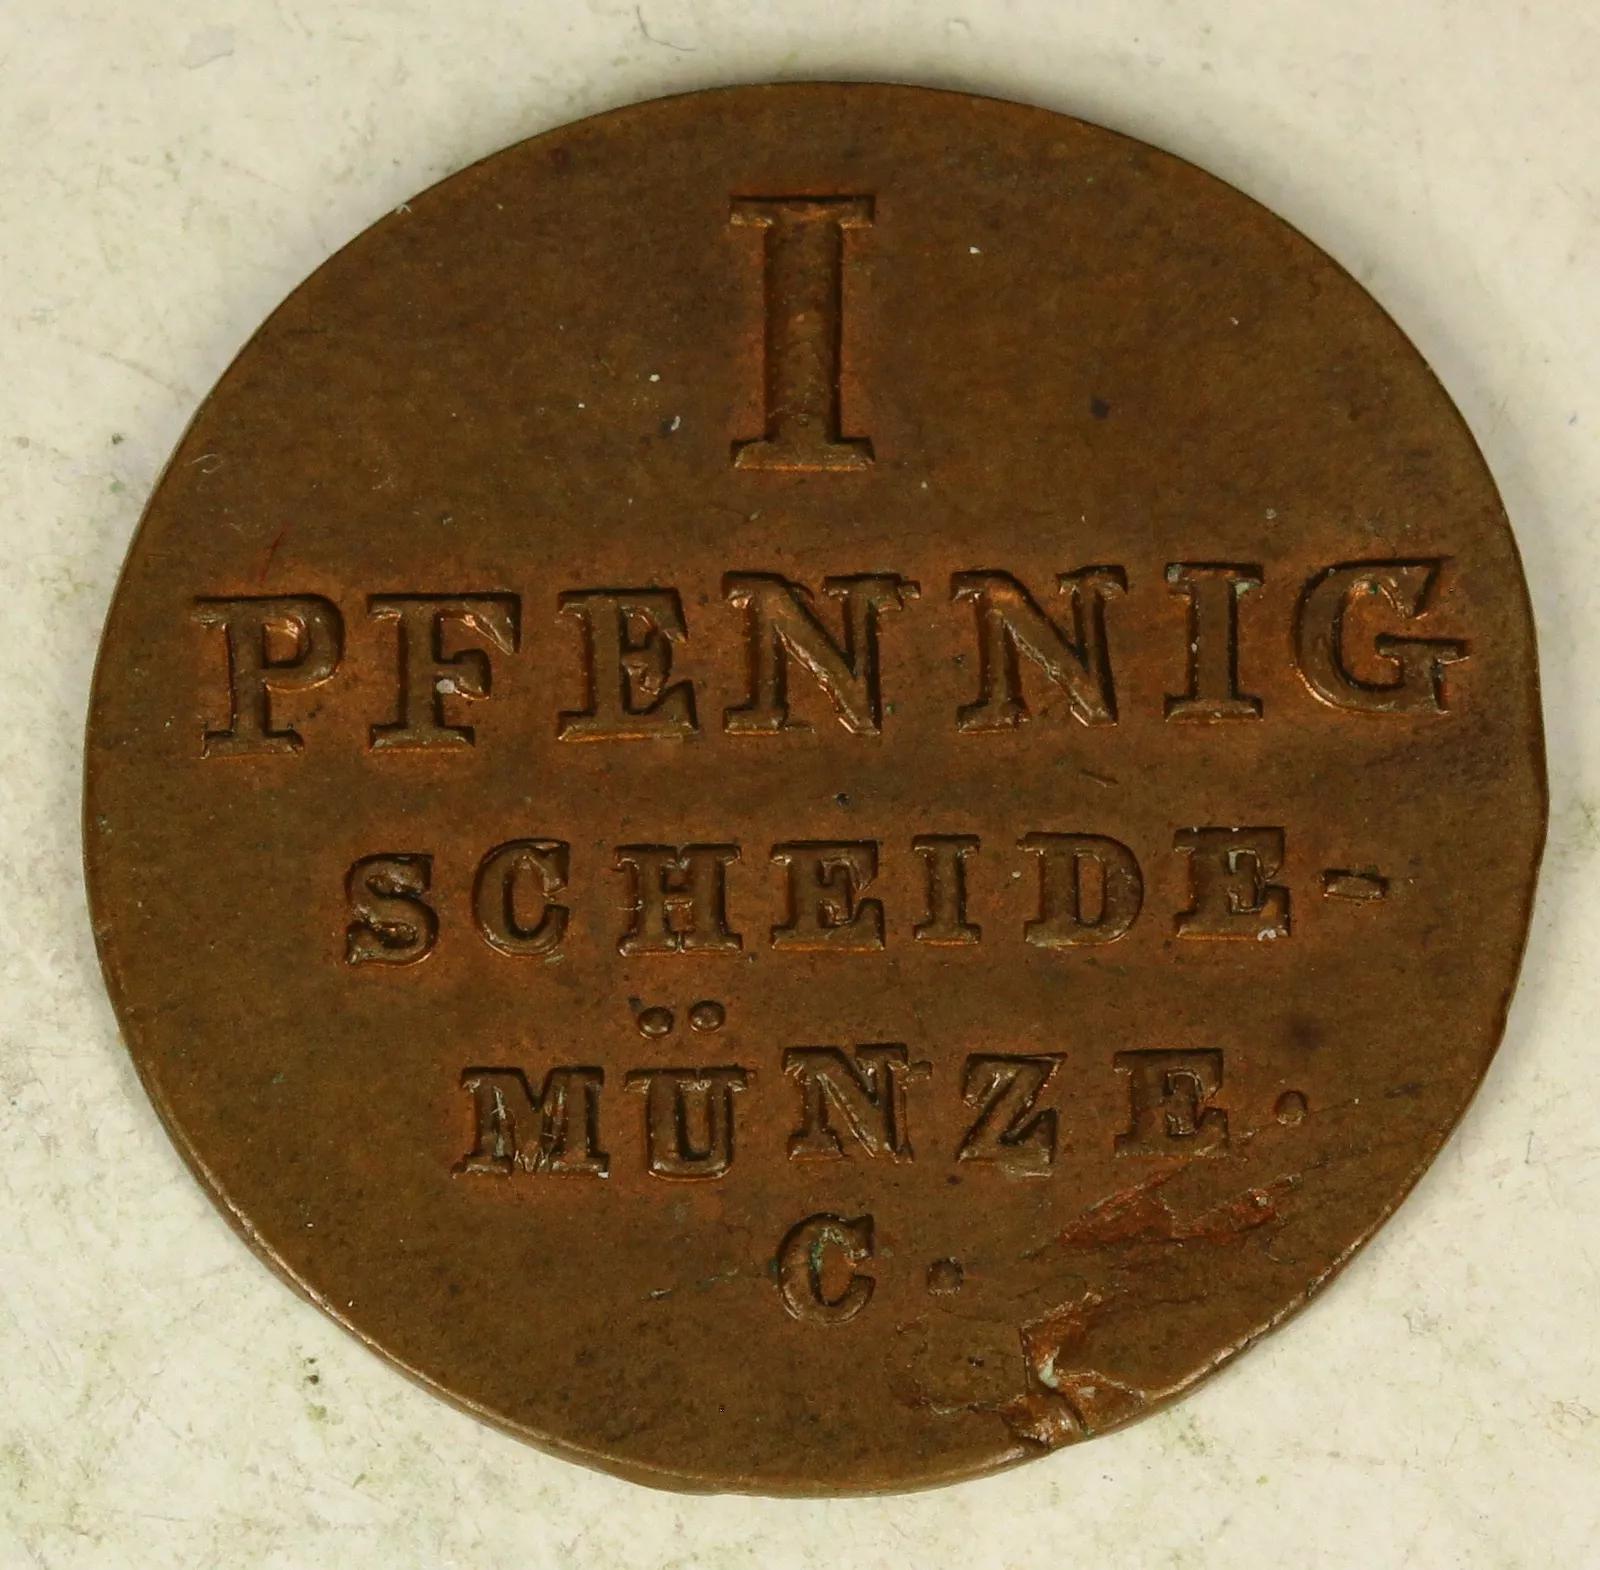 I
PFENNIG
SCHEIDE-
MÜNZE.
C.